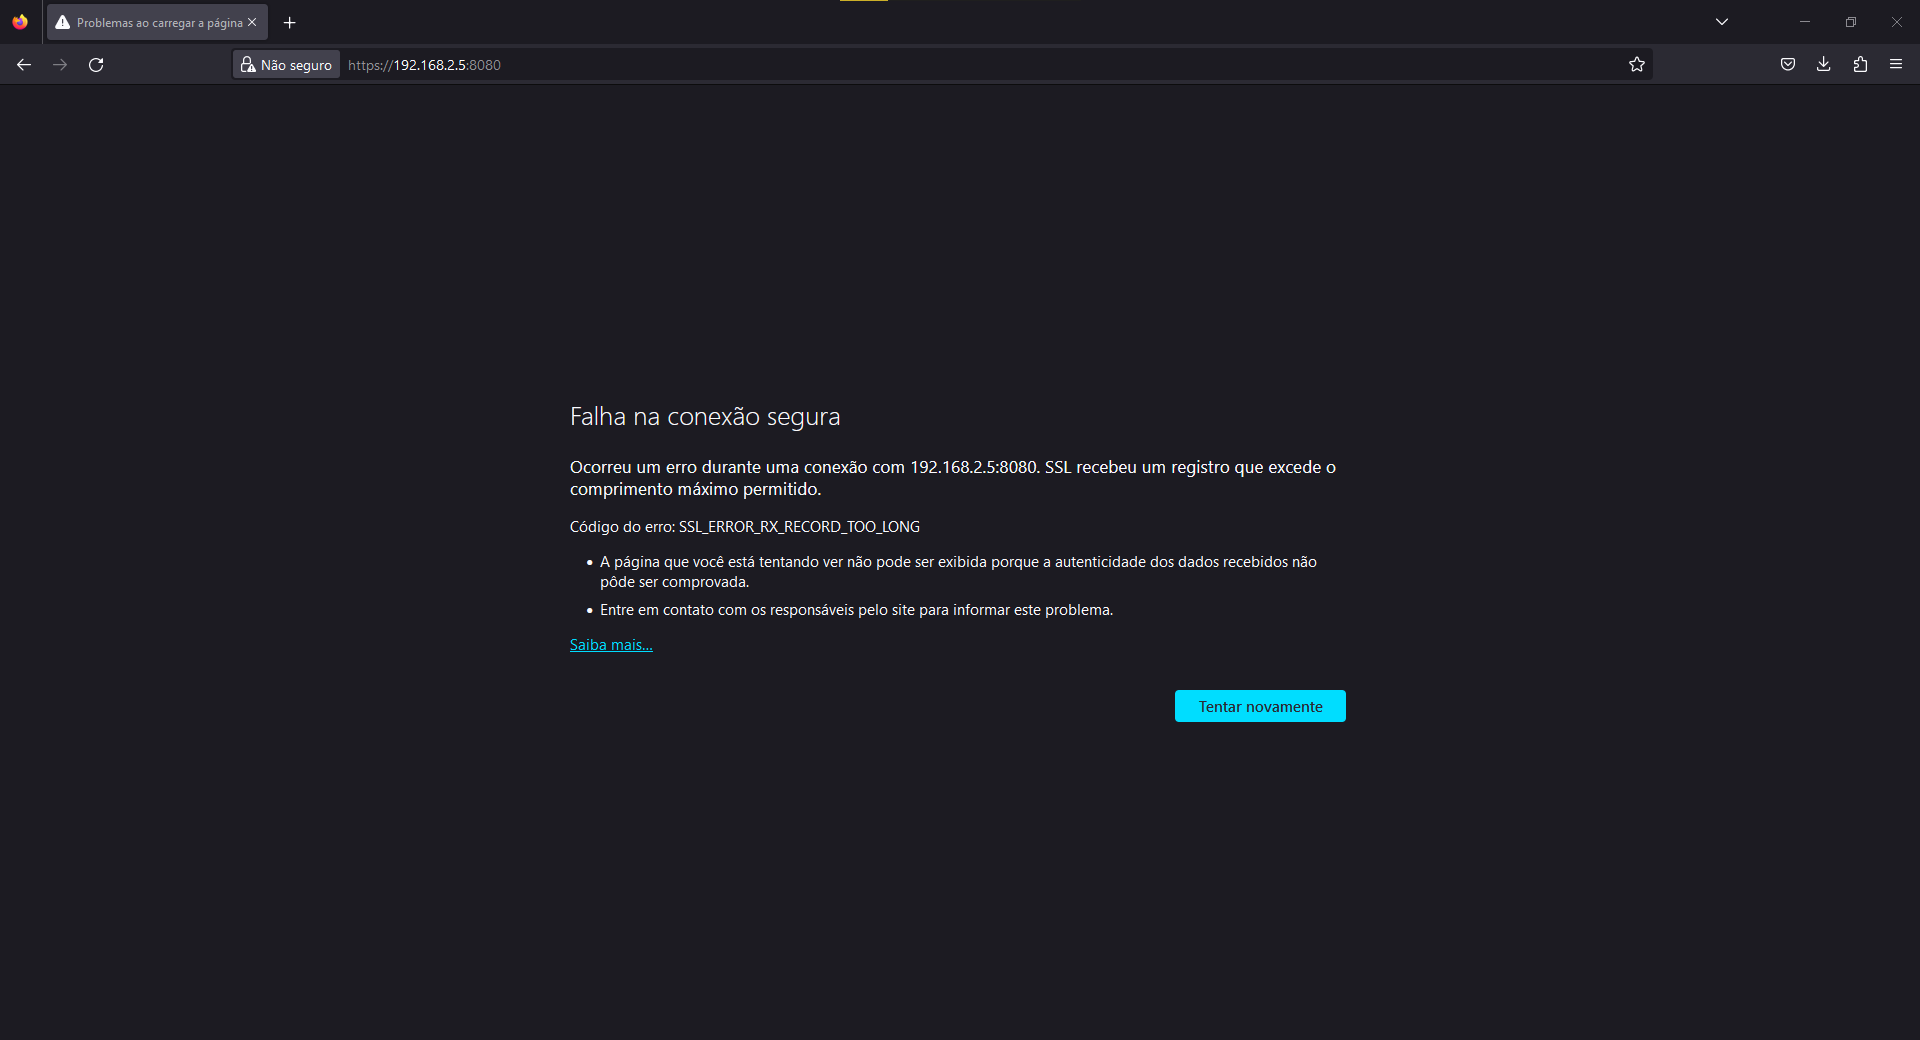 Problemas ao carregar a página
Não seguro
https://192.168.2.5:8080
Falha na conexão segura
Ocorreu um erro durante uma conexão com 192.168.2.5:8080. SSL recebeu um registro que excede o
comprimento máximo permitido.
Código do erro: SSL_ERROR_RX_RECORD_TOO_LONG
A página que você está tentando ver não pode ser exibida porque a autenticidade dos dados recebidos não
pôde ser comprovada.
Entre em contato com os responsáveis pelo site para informar este problema.
Saiba mais...
Tentar novamente